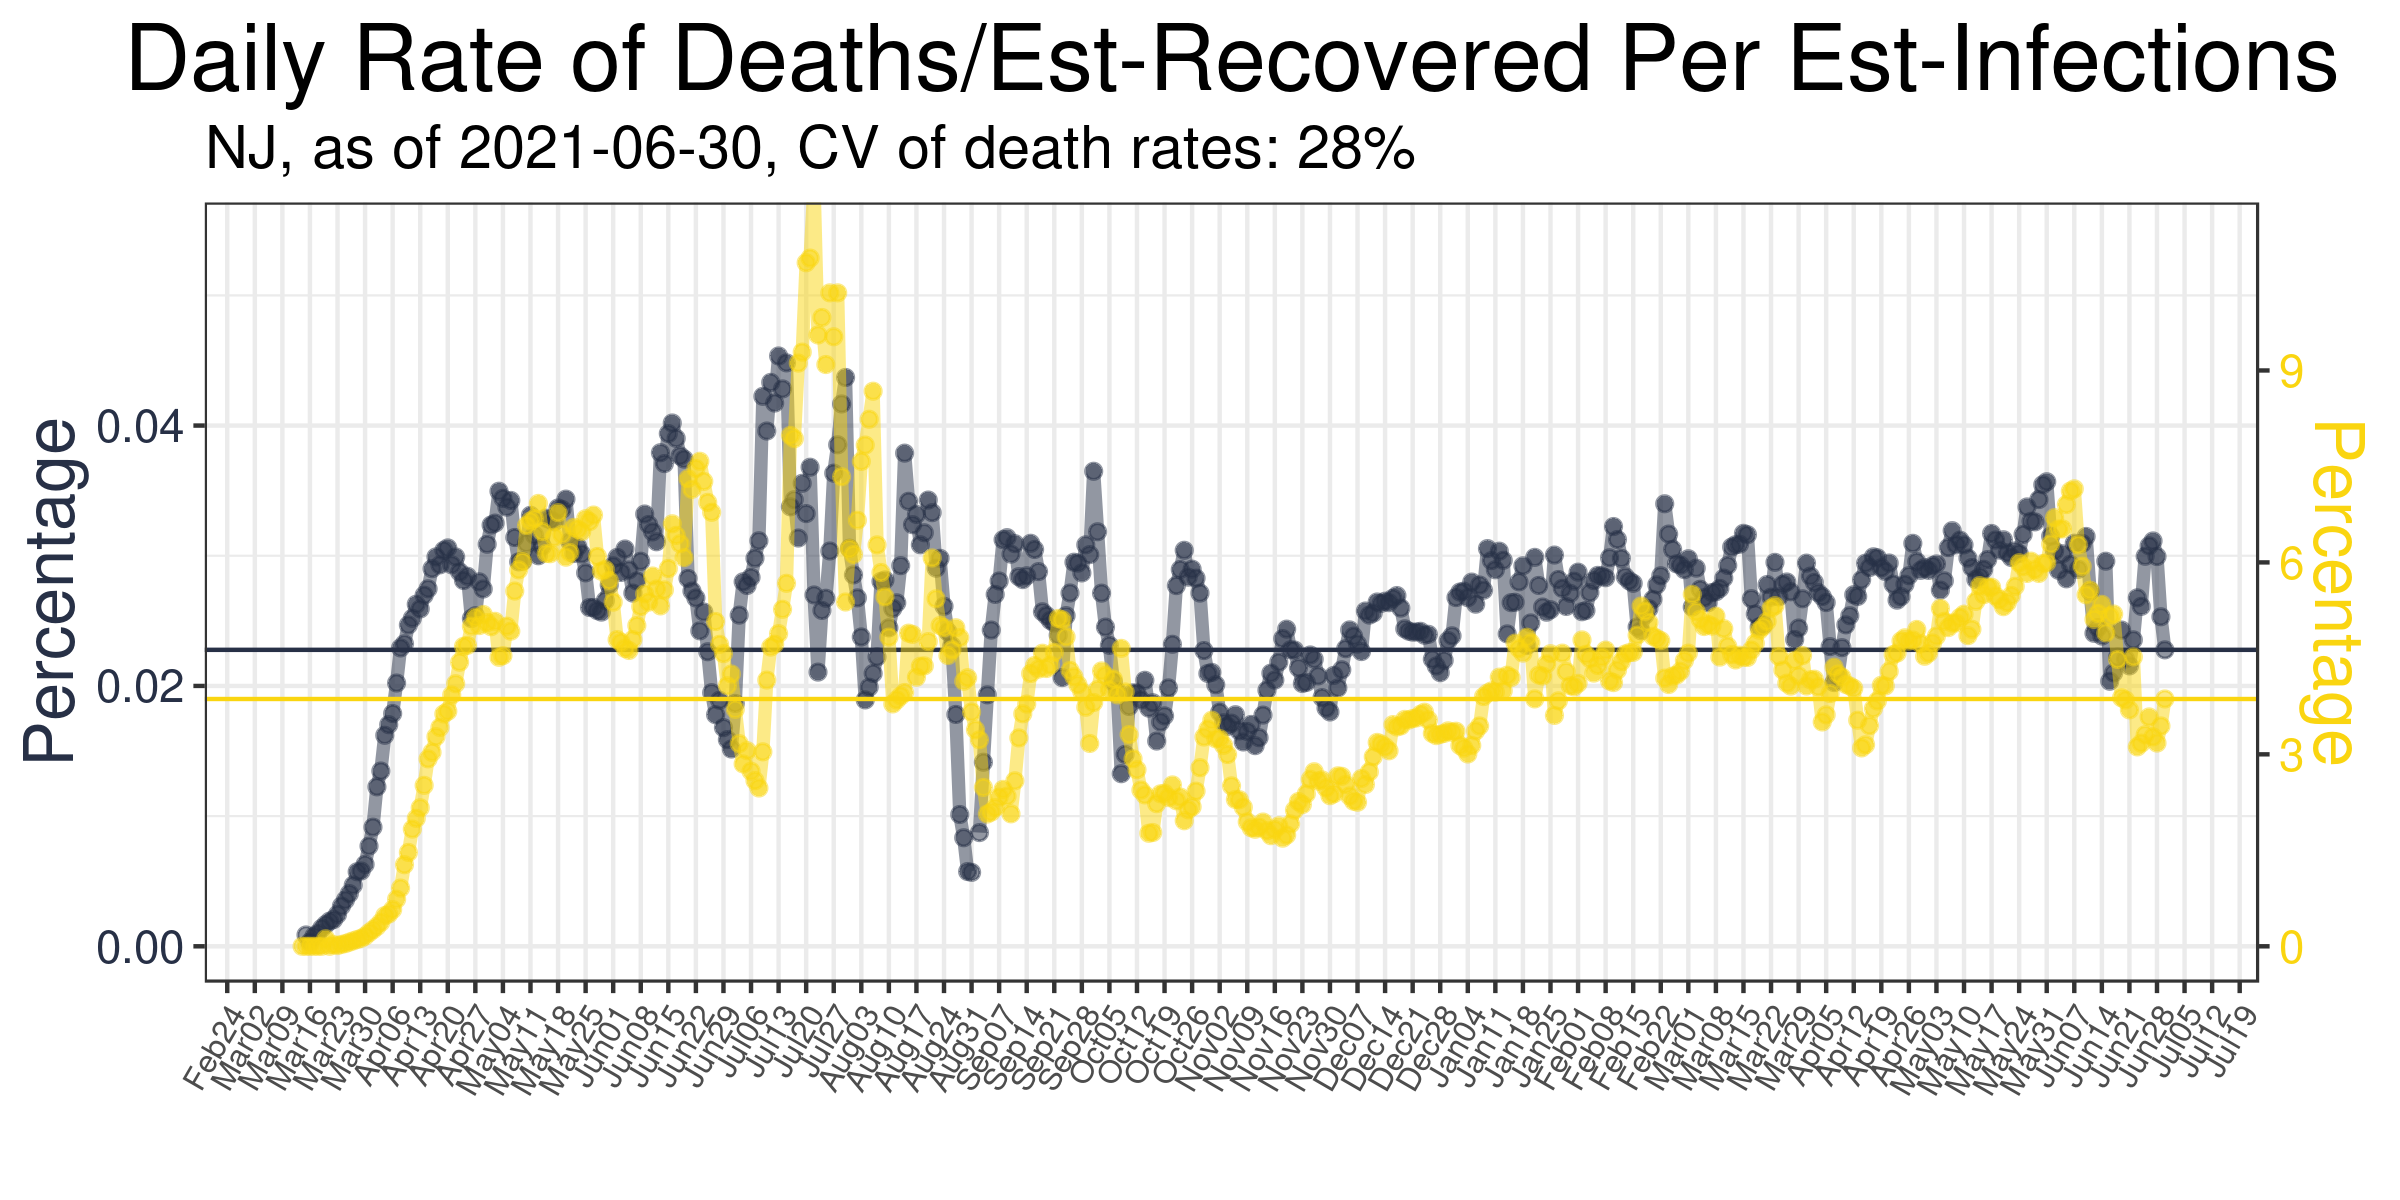 Daily Rate of Deaths/Est-Recovered Per Est-Infections
NJ, as of 2021-06-30, CV of death rates: 28%
Percentage
0.04
0.02
0.00
9
6
3
0
Percentage
Feb24
Mar02
Mar09
Mar16
Mar23
Mar30
Apr06
Apr13
Apr20
Apr27
May04
May11
May18
May25
Jun01
Jun08
Jun15
Jun22
Jun29
Jul06
Jul13
Jul20
Jul27
Aug03
Aug10
Aug17
Aug24
Aug31
Sep07
Sep14
Sep21
Sep28
Oct05
Oct12
Oct19
Oct26
Nov02
Nov09
Nov16
Nov23
Nov30
Dec07
Dec14
Dec21
Dec28
Jan04
Jan11
Jan18
Jan25
Feb01
Feb08
Feb15
Feb22
Mar01
Mar08
Mar15
Mar22
Mar29
Apr05
Apr12
Apr19
Apr26
May03
May10
May17
May24
May31
Jun07
Jun14
Jun21
Jun28
Jul05
Jul12
Jul19